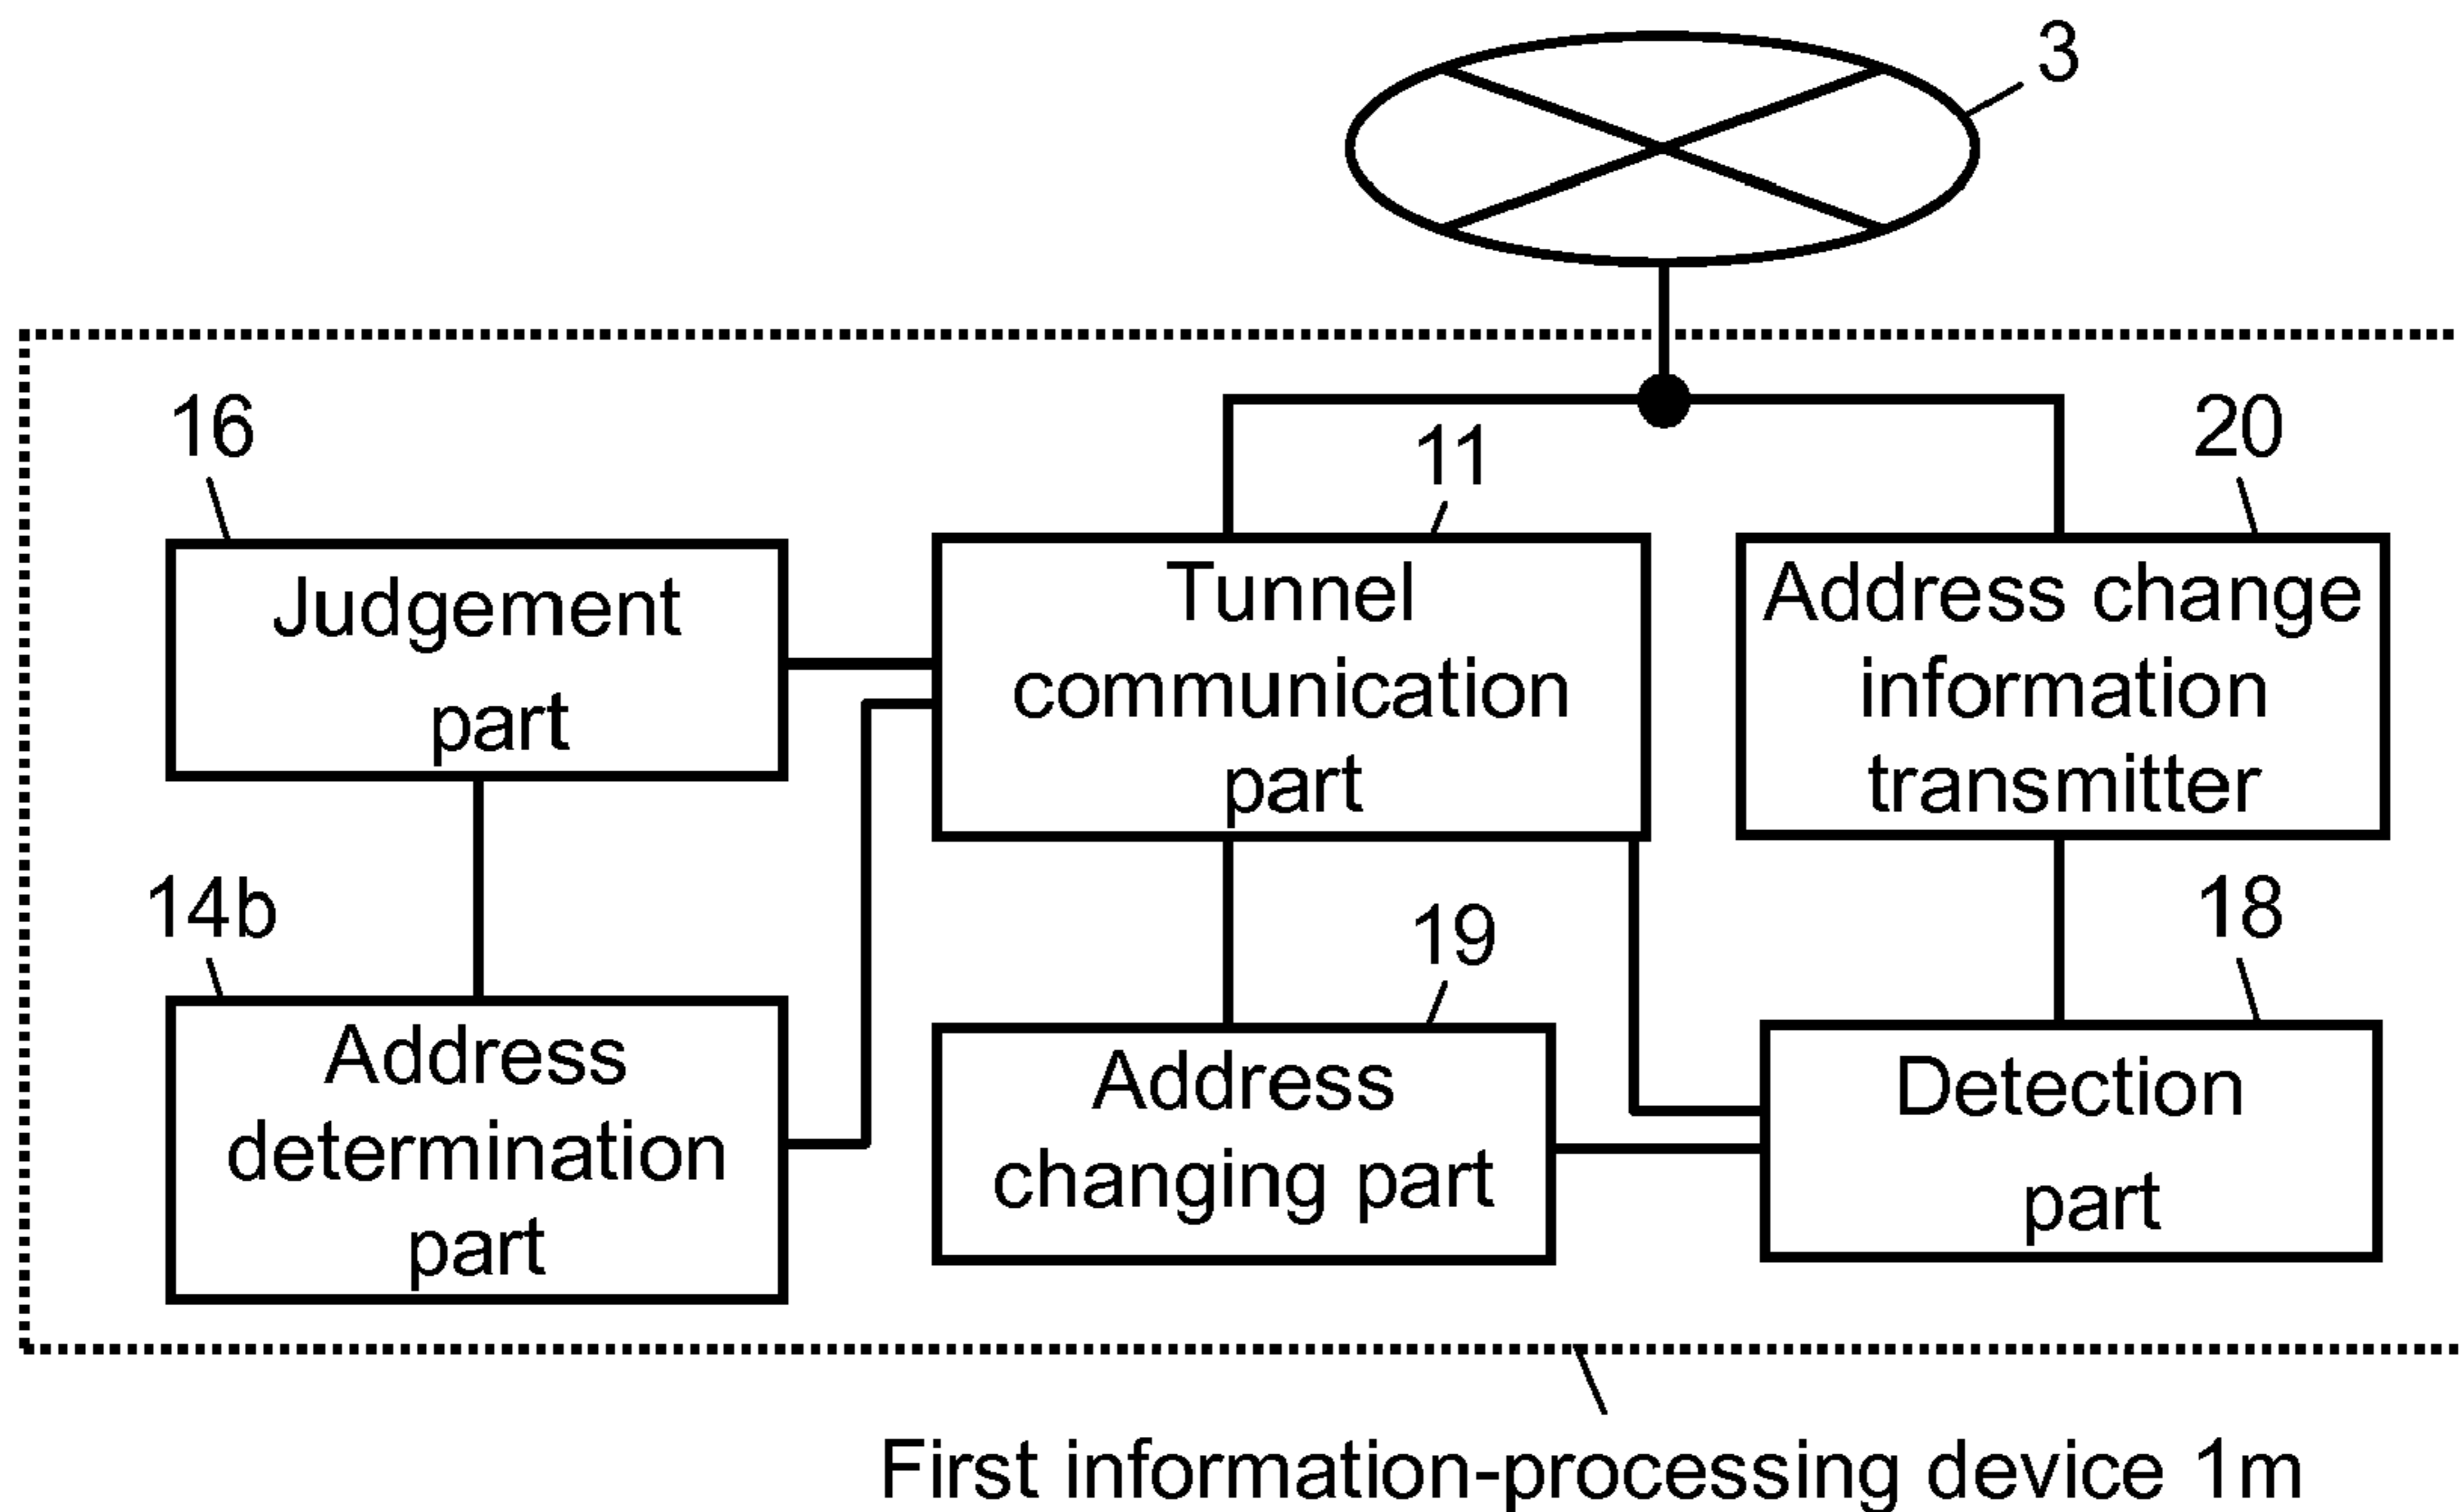 3
16
11
20
Judgement
part
Tunnel
communication
part
Address change
information
transmitter
14b
19
18
Address
determination
part
Address
changing part
Detection
part
First information-processing device 1m